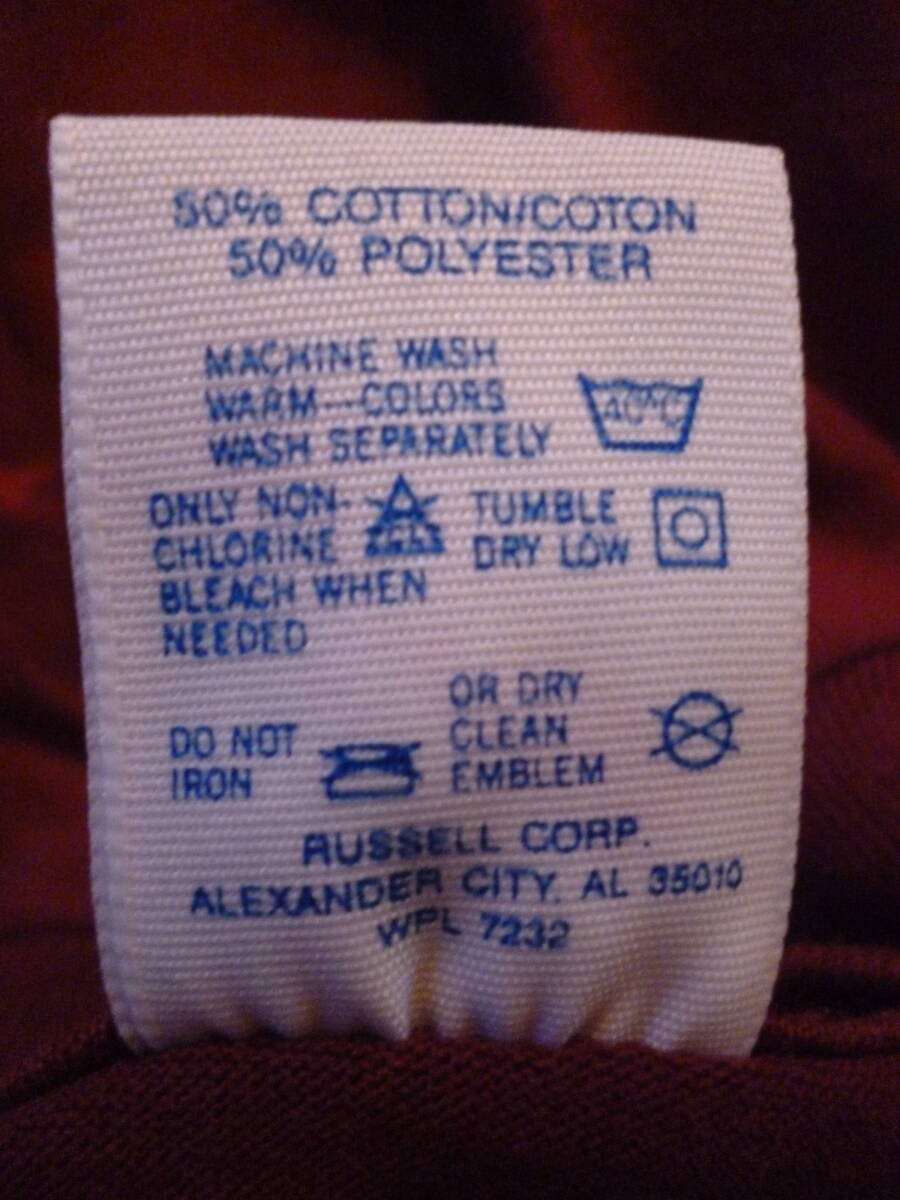 50% COTTON/COTON
50% POLYESTER
MACHINE WASH
WARM--COLORS
WASH SEPARATELY
40°C
ONLY NON-
CHLORINE
BLEACH WHEN
NEEDED
TUMBLE
DRY LOW
DO NOT
IRON
OR DRY
CLEAN
EMBLEM
RUSSELL CORP.
ALEXANDER CITY, AL 35010
WPL 7232